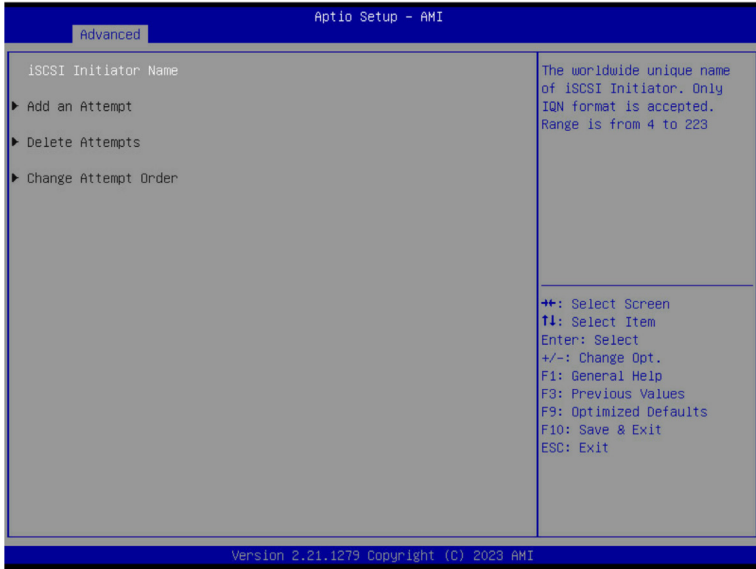 Aptio Setup – AMI
Advanced
iSCSI Initiator Name
▶ Add an Attempt
▶ Delete Attempts
▶ Change Attempt Order
The worldwide unique name
of iSCSI Initiator. Only
IQN format is accepted.
Range is from 4 to 223
→←: Select Screen
↑↓: Select Item
Enter: Select
+/-: Change Opt.
F1: General Help
F3: Previous Values
F9: Optimized Defaults
F10: Save & Exit
ESC: Exit
Version 2.21.1279 Copyright (C) 2023 AMI